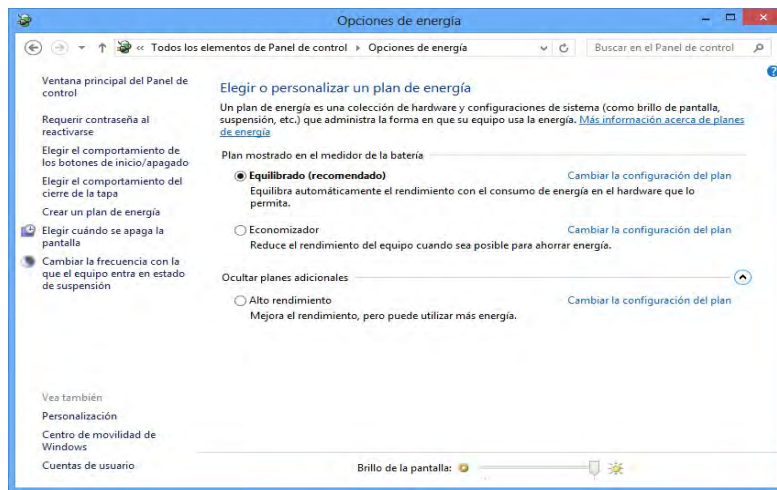 Opciones de energía
« Todos los elementos de Panel de control ▸ Opciones de energía
Buscar en el Panel de control
Ventana principal del Panel de
control
Requerir contraseña al
reactivarse
Elegir el comportamiento de
los botones de inicio/apagado
Elegir el comportamiento del
cierre de la tapa
Crear un plan de energía
Elegir cuándo se apaga la
pantalla
Cambiar la frecuencia con la
que el equipo entra en estado
de suspensión
Elegir o personalizar un plan de energía
Un plan de energía es una colección de hardware y configuraciones de sistema (como brillo de pantalla,
suspensión, etc.) que administra la forma en que su equipo usa la energía. Más información acerca de planes
de energía
Plan mostrado en el medidor de la batería
Equilibrado (recomendado) Cambiar la configuración del plan
Equilibra automáticamente el rendimiento con el consumo de energía en el hardware que lo
permita.
Economizador Cambiar la configuración del plan
Reduce el rendimiento del equipo cuando sea posible para ahorrar energía.
Ocultar planes adicionales
Alto rendimiento Cambiar la configuración del plan
Mejora el rendimiento, pero puede utilizar más energía.
Vea también
Personalización
Centro de movilidad de
Windows
Cuentas de usuario
Brillo de la pantalla: